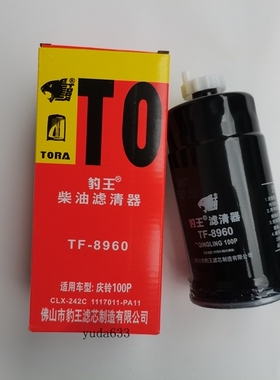 TO
TORA
豹王®
柴油滤清器
TF-8960
适用车型: 庆铃100P
CLX-242C 1117011-PA11
佛山市豹王滤芯制造有限公司
yuda633
豹王滤清器
TF-8960
QINGLING 100P